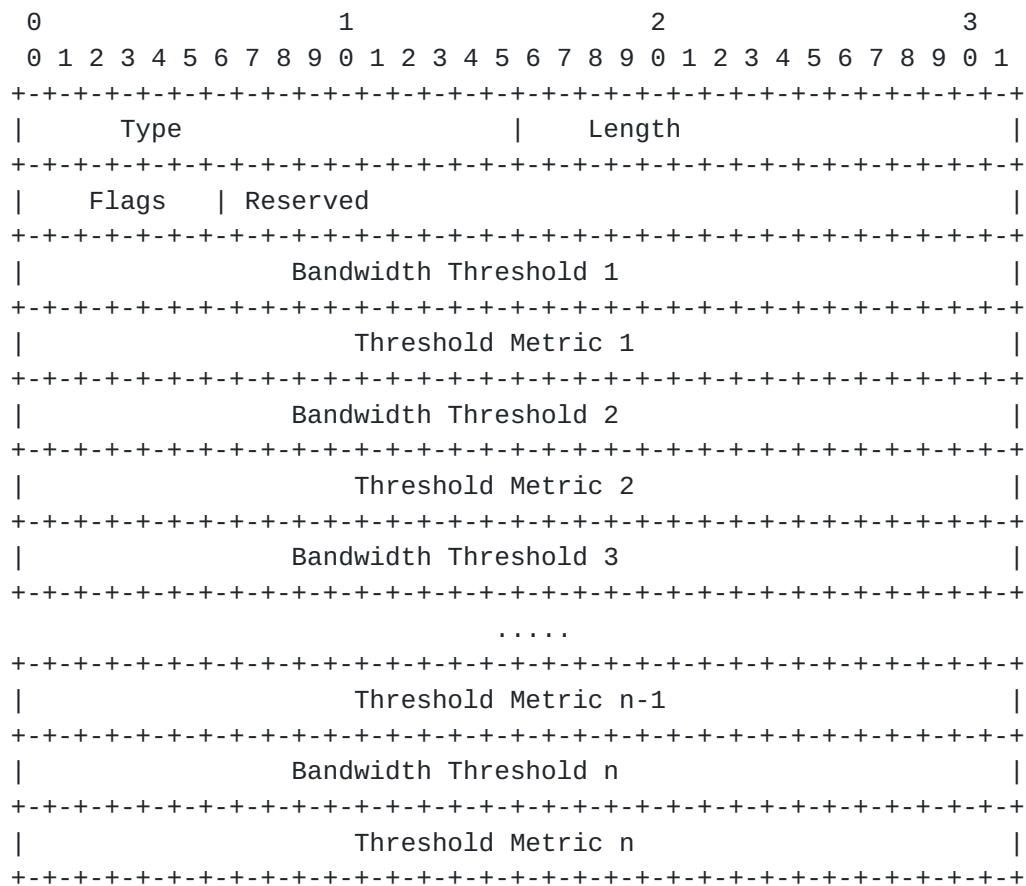 0                   1                   2                   3
 0 1 2 3 4 5 6 7 8 9 0 1 2 3 4 5 6 7 8 9 0 1 2 3 4 5 6 7 8 9 0 1
+-+-+-+-+-+-+-+-+-+-+-+-+-+-+-+-+-+-+-+-+-+-+-+-+-+-+-+-+-+-+-+-+
|      Type                     |    Length                     |
+-+-+-+-+-+-+-+-+-+-+-+-+-+-+-+-+-+-+-+-+-+-+-+-+-+-+-+-+-+-+-+-+
|    Flags   | Reserved                                         |
+-+-+-+-+-+-+-+-+-+-+-+-+-+-+-+-+-+-+-+-+-+-+-+-+-+-+-+-+-+-+-+-+
|                 Bandwidth Threshold 1                         |
+-+-+-+-+-+-+-+-+-+-+-+-+-+-+-+-+-+-+-+-+-+-+-+-+-+-+-+-+-+-+-+-+
|                     Threshold Metric 1                        |
+-+-+-+-+-+-+-+-+-+-+-+-+-+-+-+-+-+-+-+-+-+-+-+-+-+-+-+-+-+-+-+-+
|                 Bandwidth Threshold 2                         |
+-+-+-+-+-+-+-+-+-+-+-+-+-+-+-+-+-+-+-+-+-+-+-+-+-+-+-+-+-+-+-+-+
|                     Threshold Metric 2                        |
+-+-+-+-+-+-+-+-+-+-+-+-+-+-+-+-+-+-+-+-+-+-+-+-+-+-+-+-+-+-+-+-+
|                 Bandwidth Threshold 3                         |
+-+-+-+-+-+-+-+-+-+-+-+-+-+-+-+-+-+-+-+-+-+-+-+-+-+-+-+-+-+-+-+-+
                               .....
+-+-+-+-+-+-+-+-+-+-+-+-+-+-+-+-+-+-+-+-+-+-+-+-+-+-+-+-+-+-+-+-+
|                     Threshold Metric n-1                      |
+-+-+-+-+-+-+-+-+-+-+-+-+-+-+-+-+-+-+-+-+-+-+-+-+-+-+-+-+-+-+-+-+
|                 Bandwidth Threshold n                         |
+-+-+-+-+-+-+-+-+-+-+-+-+-+-+-+-+-+-+-+-+-+-+-+-+-+-+-+-+-+-+-+-+
|                     Threshold Metric n                        |
+-+-+-+-+-+-+-+-+-+-+-+-+-+-+-+-+-+-+-+-+-+-+-+-+-+-+-+-+-+-+-+-+